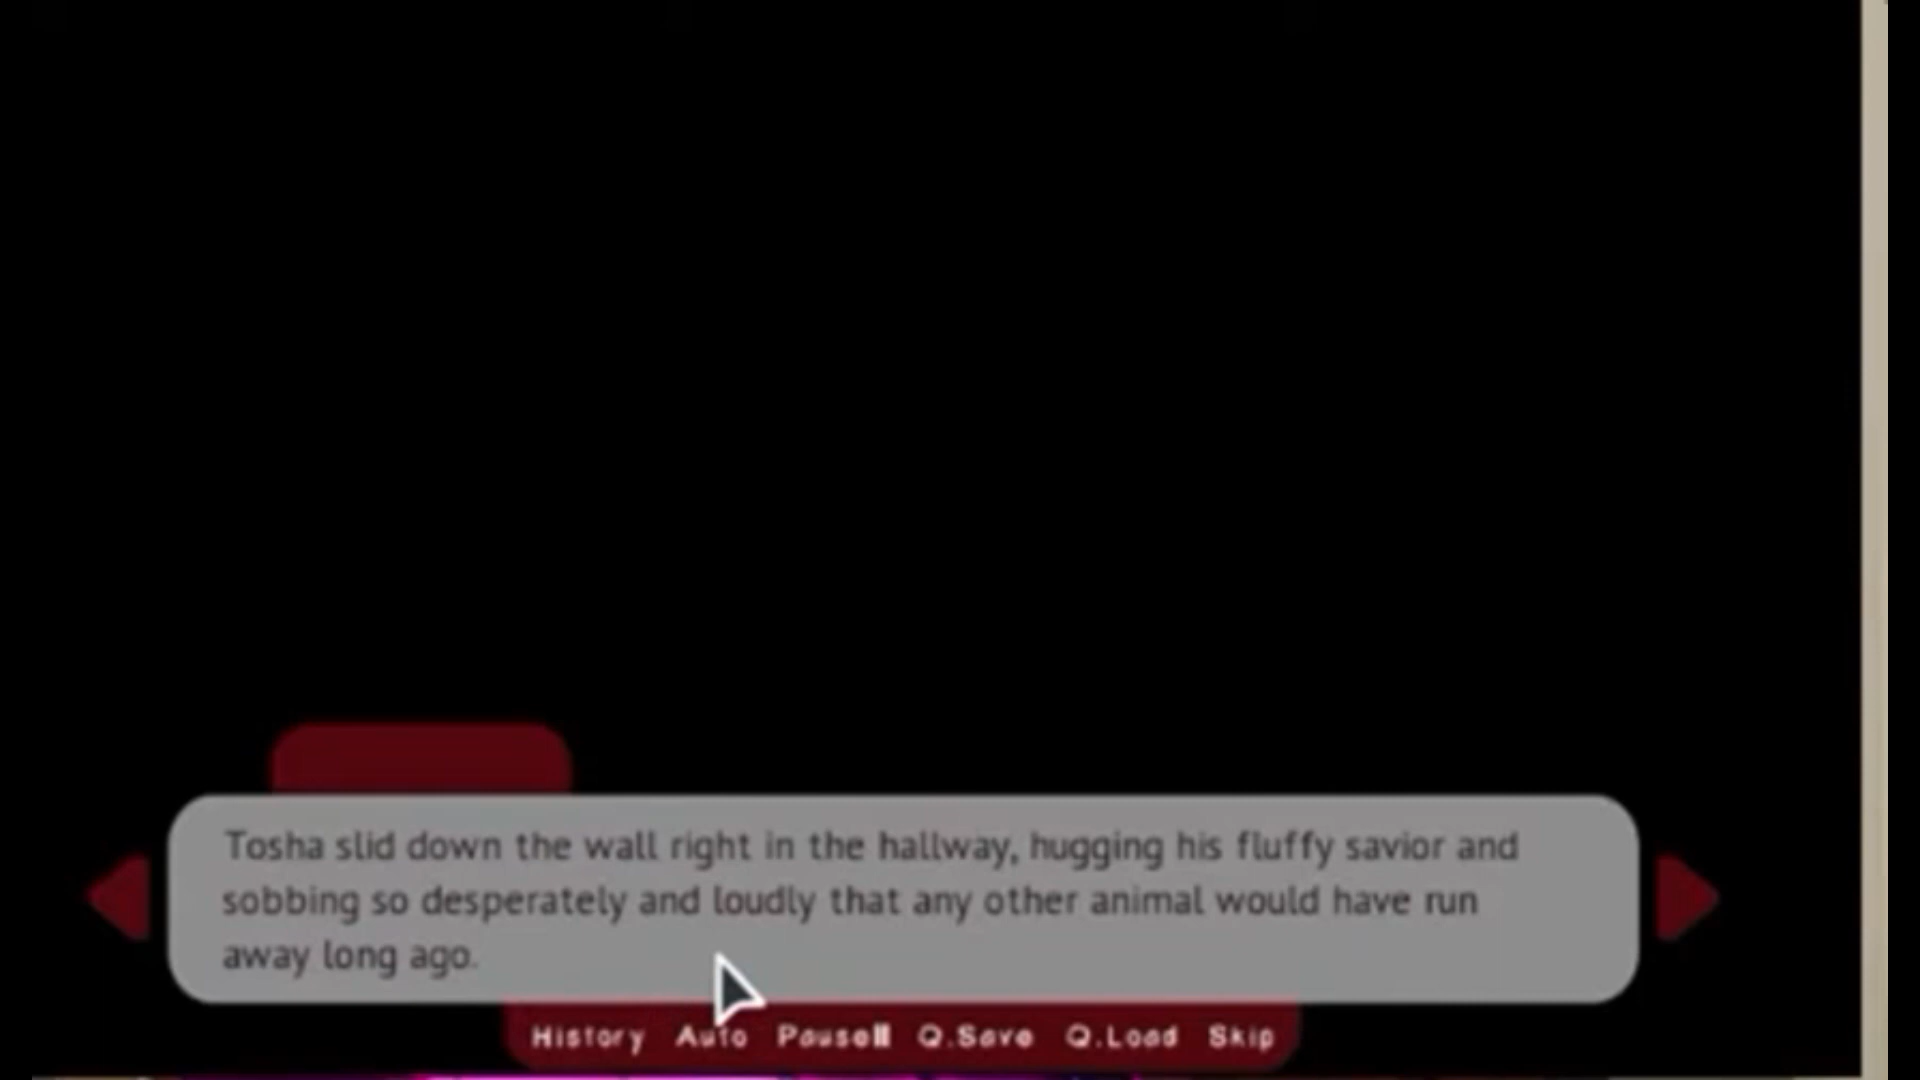 Tosha slid down the wall right in the hallway, hugging his fluffy savior and
sobbing so desperately and loudly that any other animal would have run
away long ago.
History Auto Pause Q.Save Q.Load Skip